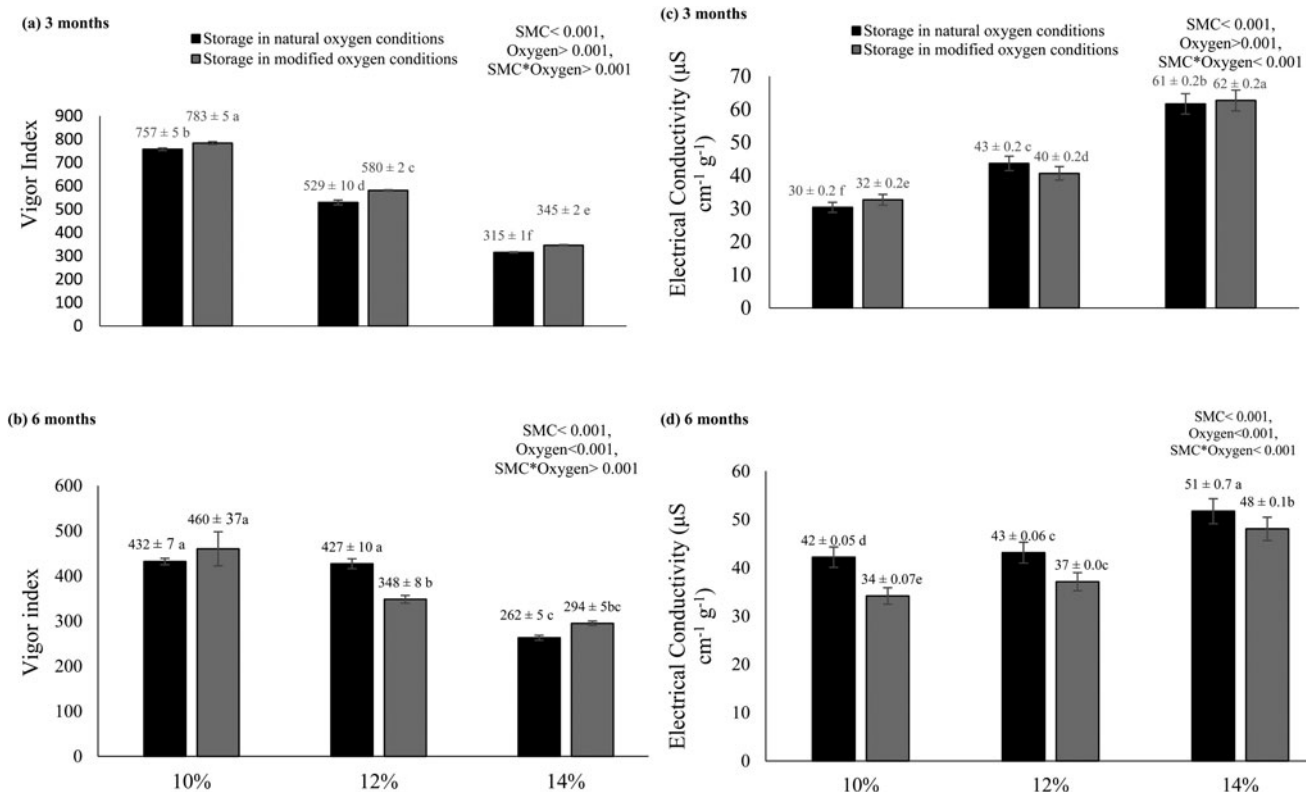 (a) 3 months
Storage in natural oxygen conditions
Storage in modified oxygen conditions
SMC< 0.001,
Oxygen> 0.001,
SMC*Oxygen> 0.001
Vigor Index
900
800
700
600
500
400
300
200
100
0
757 ± 5 b
783 ± 5 a
529 ± 10 d
580 ± 2 c
315 ± 1f
345 ± 2 e
(c) 3 months
Storage in natural oxygen conditions
Storage in modified oxygen conditions
SMC< 0.001,
Oxygen>0.001,
SMC*Oxygen< 0.001
Electrical Conductivity (µS
cm-1 g-1)
70
60
50
40
30
20
10
0
30 ± 0.2 f
32 ± 0.2e
43 ± 0.2 c
40 ± 0.2d
61 ± 0.2b
62 ± 0.2a
(b) 6 months
SMC< 0.001,
Oxygen<0.001,
SMC*Oxygen> 0.001
Vigor index
600
500
400
300
200
100
0
432 ± 7 a
460 ± 37a
427 ± 10 a
348 ± 8 b
262 ± 5 c
294 ± 5bc
10%
12%
14%
(d) 6 months
SMC< 0.001,
Oxygen<0.001,
SMC*Oxygen< 0.001
Electrical Conductivity (µS
cm-1 g-1)
60
50
40
30
20
10
0
42 ± 0.05 d
34 ± 0.07e
43 ± 0.06 c
37 ± 0.0c
51 ± 0.7 a
48 ± 0.1b
10%
12%
14%